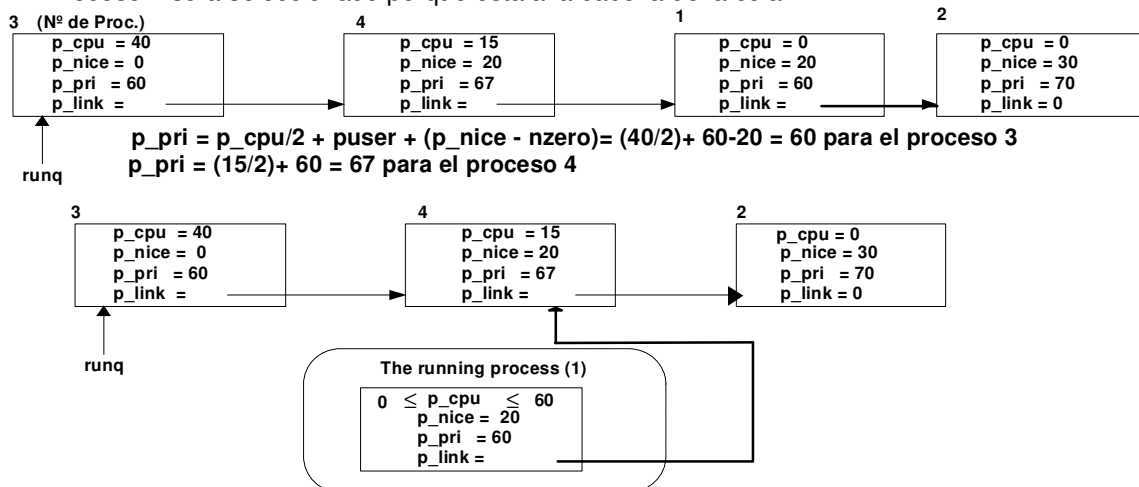 3 (Nº de Proc.)
p_cpu = 40
p_nice = 0
p_pri = 60
p_link =
4
p_cpu = 15
p_nice = 20
p_pri = 67
p_link =
1
p_cpu = 0
p_nice = 20
p_pri = 60
p_link =
2
p_cpu = 0
p_nice = 30
p_pri = 70
p_link = 0
runq
p_pri = p_cpu/2 + puser + (p_nice - nzero)= (40/2)+ 60-20 = 60 para el proceso 3
p_pri = (15/2)+ 60 = 67 para el proceso 4
3
p_cpu = 40
p_nice = 0
p_pri = 60
p_link =
4
p_cpu = 15
p_nice = 20
p_pri = 67
p_link =
2
p_cpu = 0
p_nice = 30
p_pri = 70
p_link = 0
runq
The running process (1)
0 ≤ p_cpu ≤ 60
p_nice = 20
p_pri = 60
p_link =